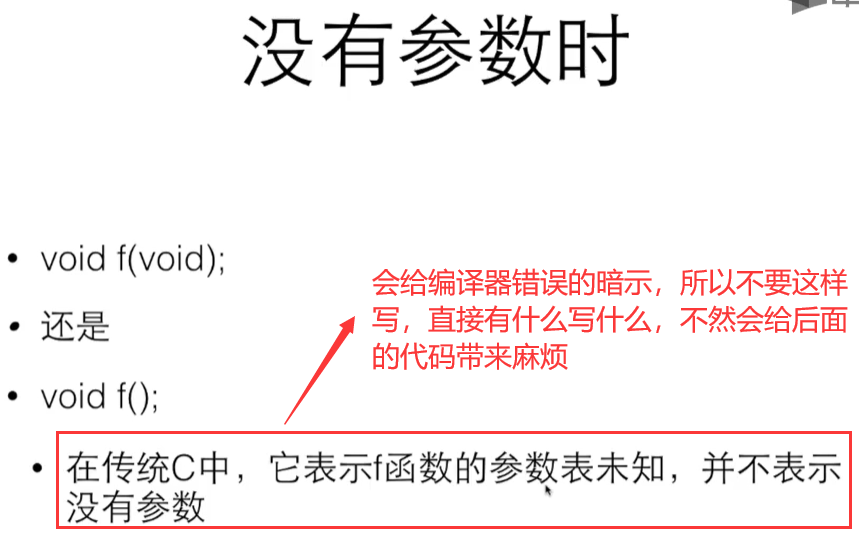 没有参数时
• void f(void);
会给编译器错误的暗示，所以不要这样
写，直接有什么写什么，不然会给后面
的代码带来麻烦
• 还是
• void f();
• 在传统C中，它表示f函数的参数表未知，并不表示
没有参数